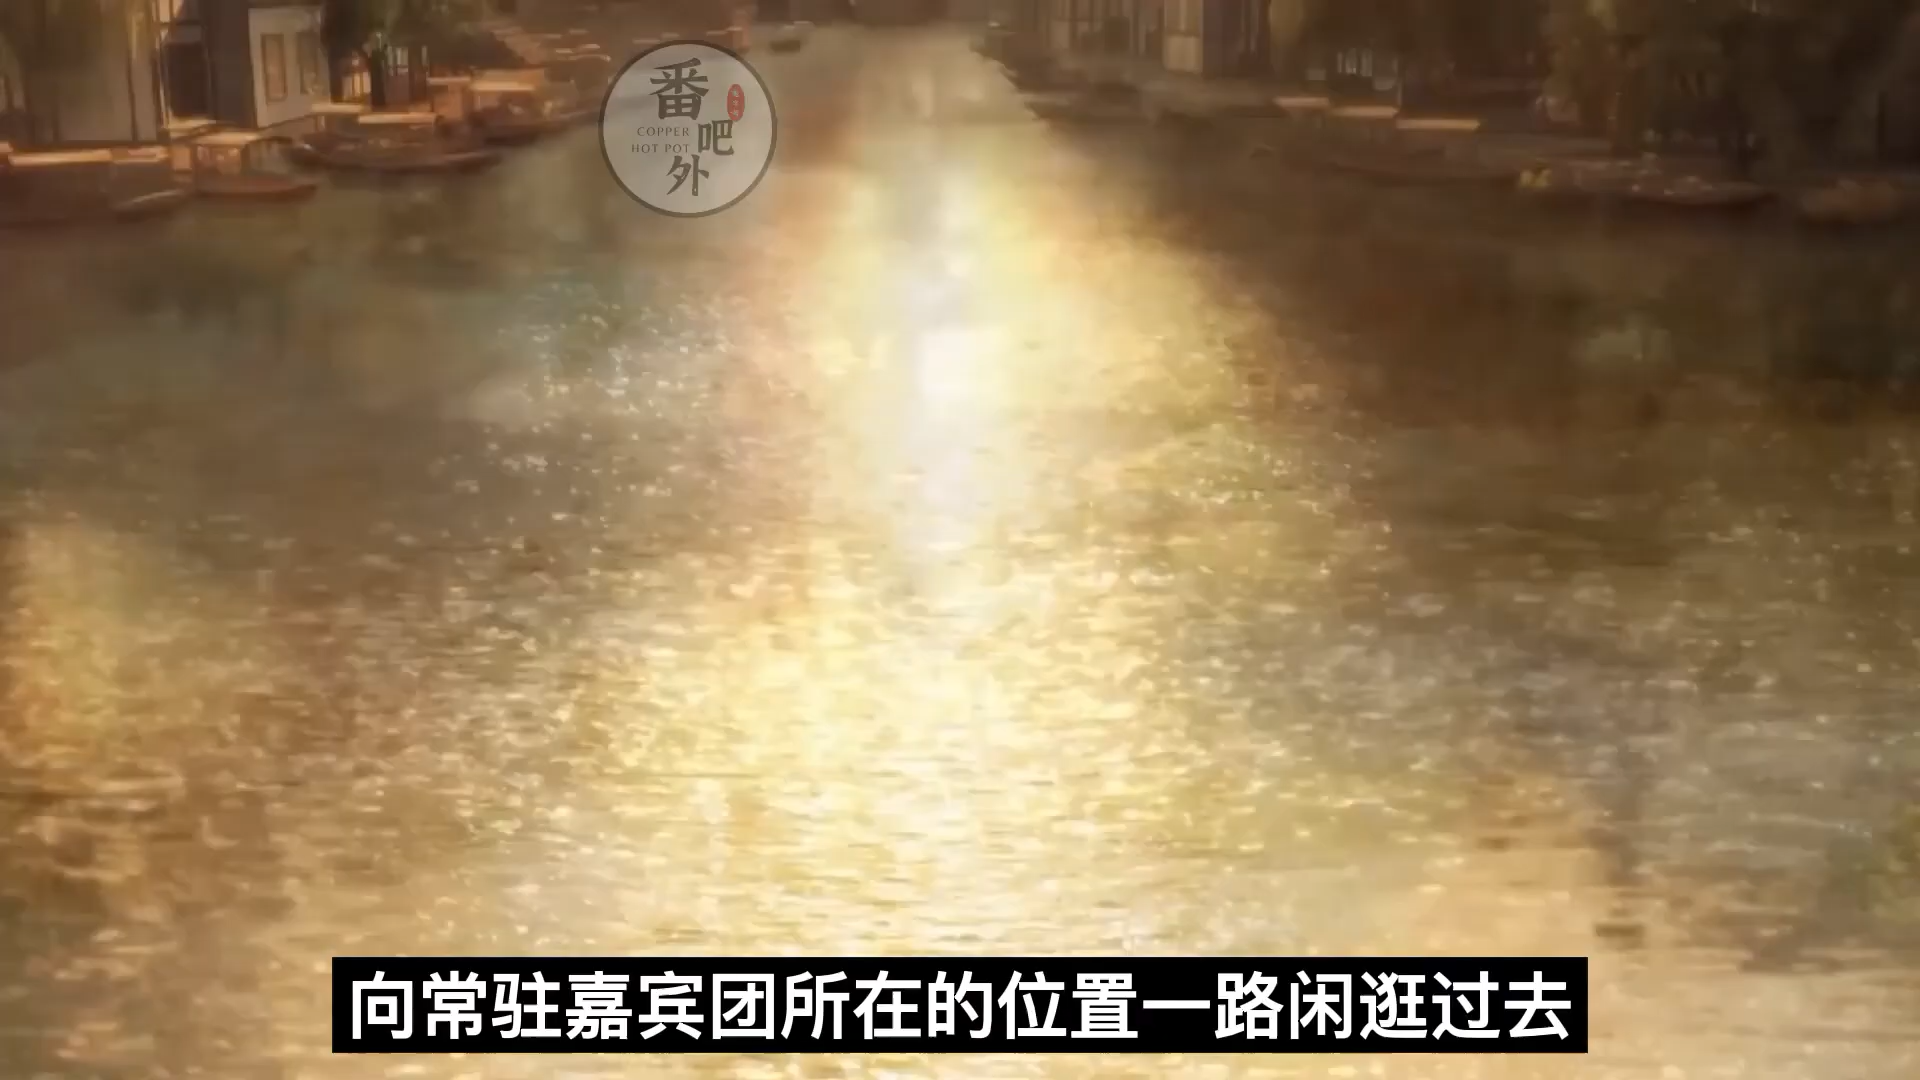 番
COPPER
吧
HOT POT
外
向常驻嘉宾团所在的位置一路闲逛过去